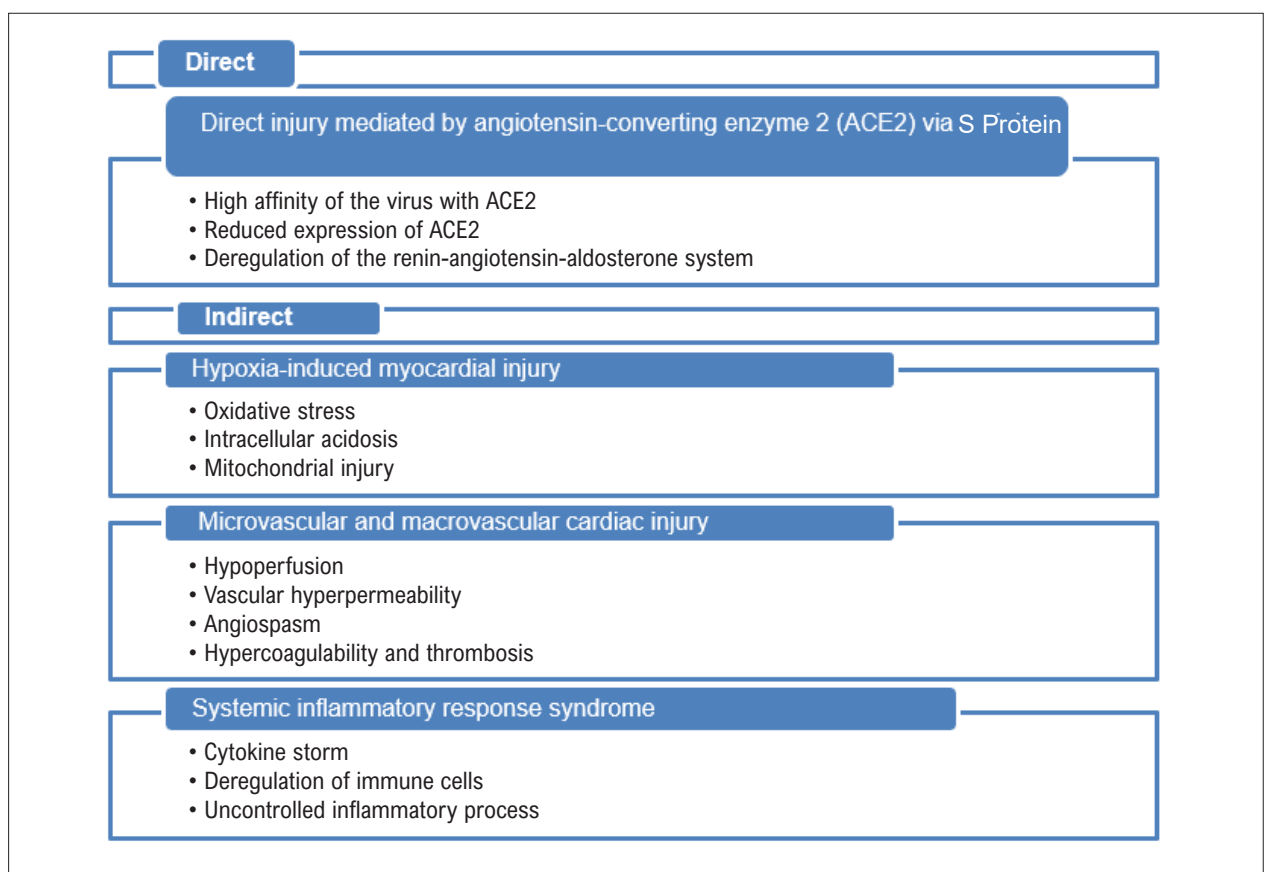 Direct
Direct injury mediated by angiotensin-converting enzyme 2 (ACE2) via S Protein
• High affinity of the virus with ACE2
• Reduced expression of ACE2
• Deregulation of the renin-angiotensin-aldosterone system
Indirect
Hypoxia-induced myocardial injury
• Oxidative stress
• Intracellular acidosis
• Mitochondrial injury
Microvascular and macrovascular cardiac injury
• Hypoperfusion
• Vascular hyperpermeability
• Angiospasm
• Hypercoagulability and thrombosis
Systemic inflammatory response syndrome
• Cytokine storm
• Deregulation of immune cells
• Uncontrolled inflammatory process